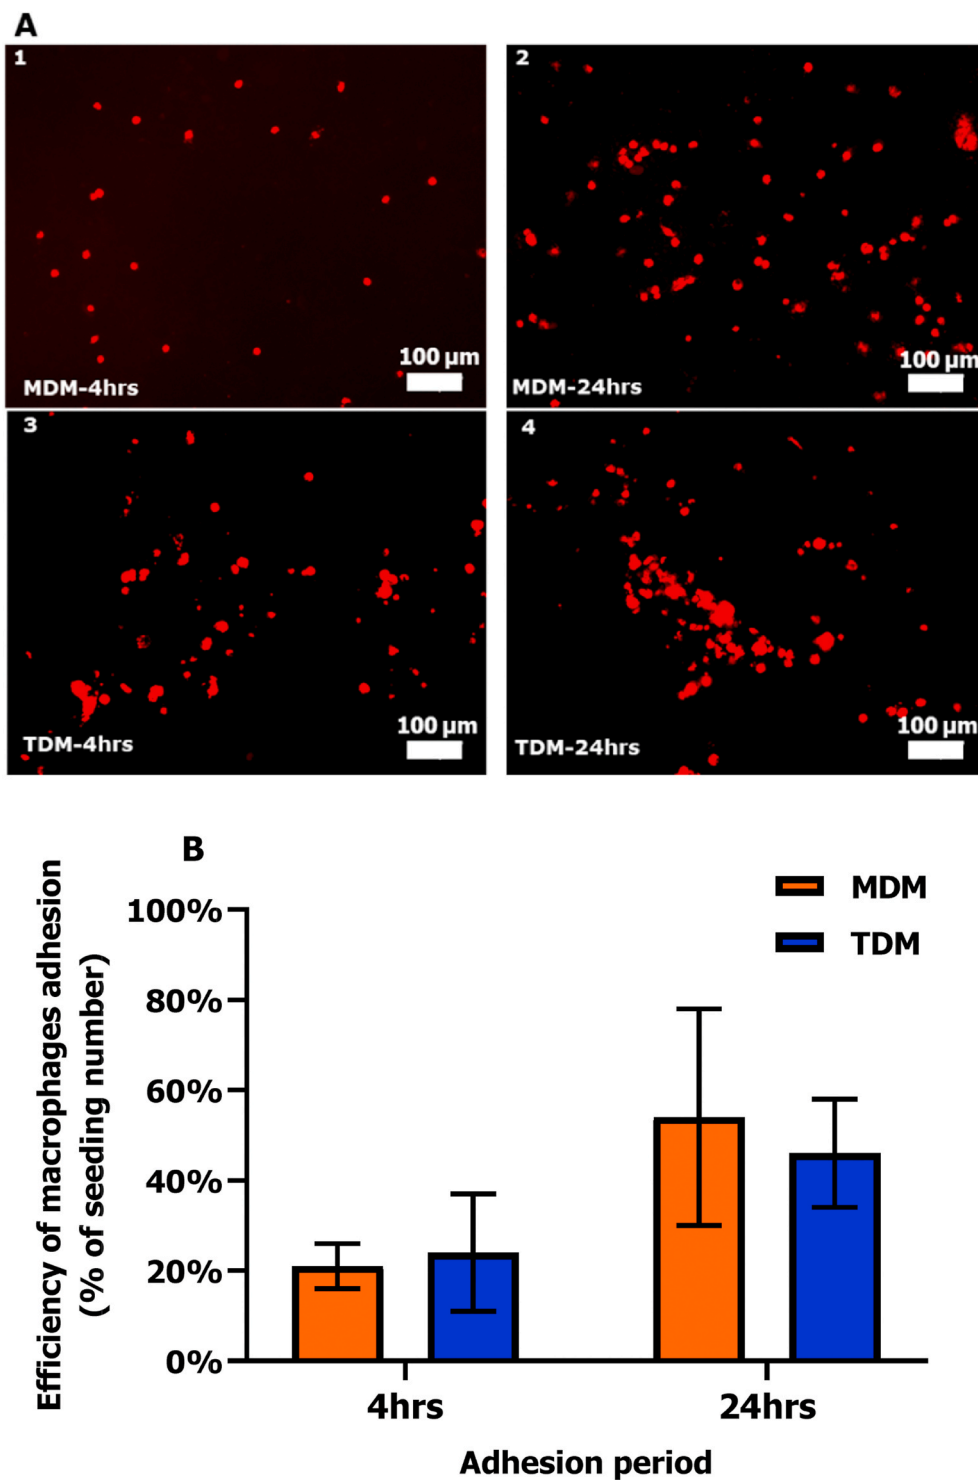 A
1
2
MDM-4hrs
100 µm
MDM-24hrs
100 µm
3
4
TDM-4hrs
100 µm
TDM-24hrs
100 µm
B
MDM
TDM
Efficiency of macrophages adhesion
(% of seeding number)
100%
80%
60%
40%
20%
0%
4hrs
24hrs
Adhesion period